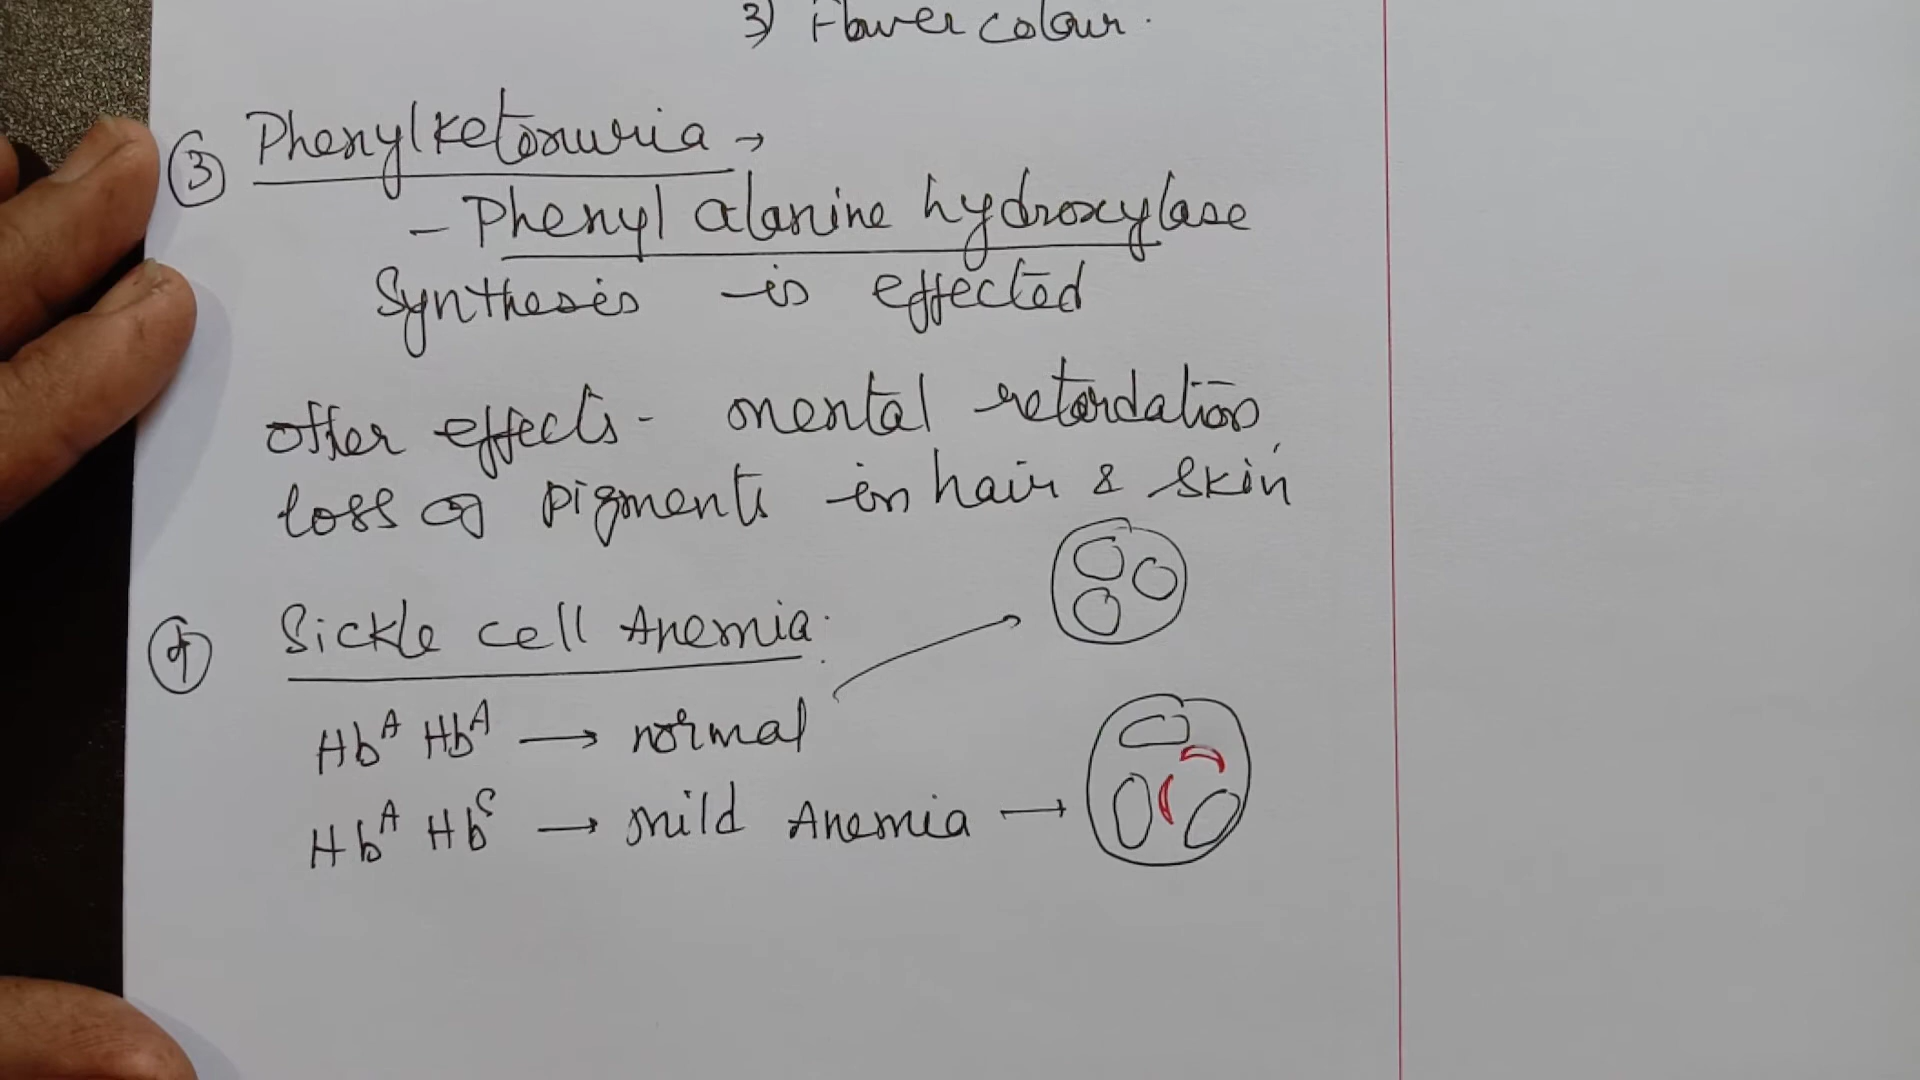 3) Flower colour.
③ Phenylketonuria →
- Phenyl alanine hydroxylase
Synthesis is effected
other effects - mental retardation,
loss of pigments in hair & skin
④ Sickle cell Anemia:
Hb^A Hb^A → normal
Hb^A Hb^S → mild Anemia →